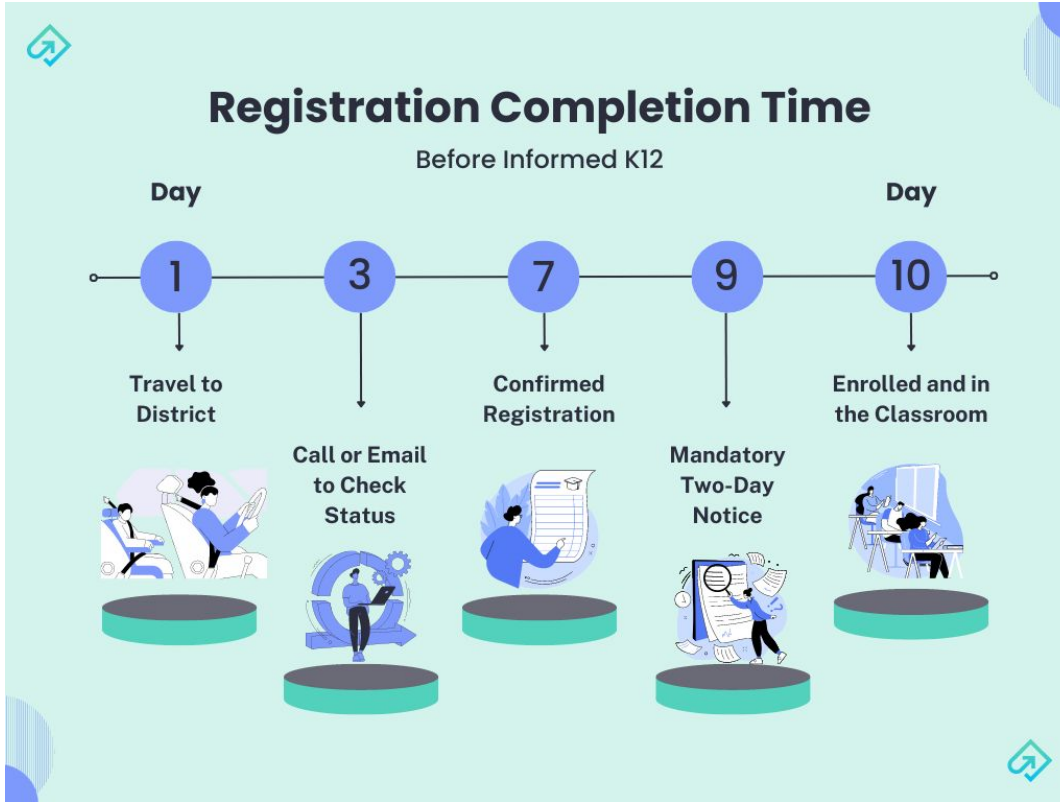 Registration Completion Time
Before Informed K12
Day
Day
1
3
7
9
10
Travel to
District
Call or Email
to Check
Status
Confirmed
Registration
Mandatory
Two-Day
Notice
Enrolled and in
the Classroom